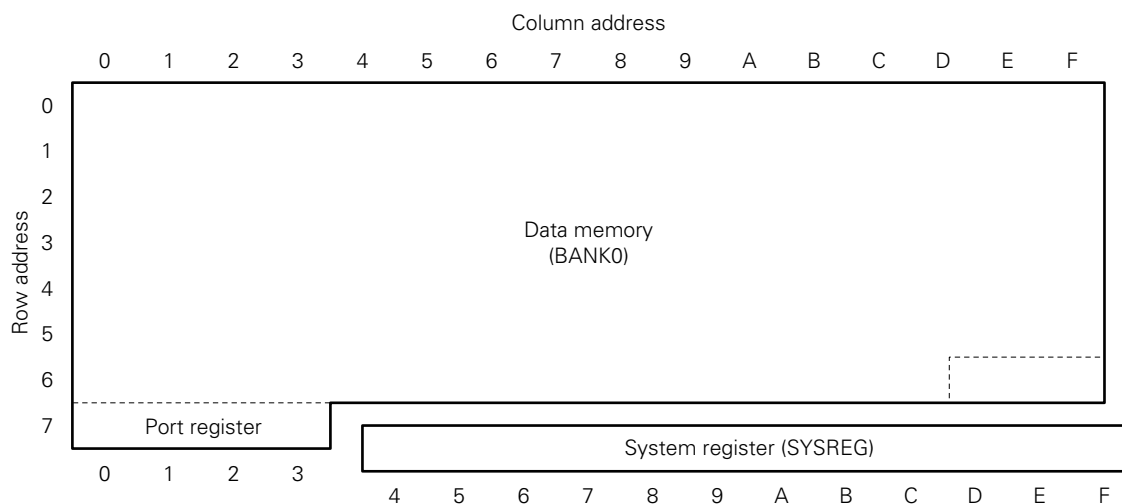 Column address
0 1 2 3 4 5 6 7 8 9 A B C D E F
Row address
0
1
2
3
4
5
6
7
Data memory
(BANK0)
Port register
System register (SYSREG)
0 1 2 3
4 5 6 7 8 9 A B C D E F